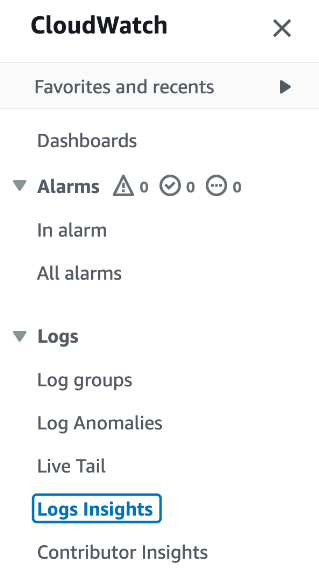 CloudWatch
Favorites and recents
Dashboards
Alarms 0 0 0
In alarm
All alarms
Logs
Log groups
Log Anomalies
Live Tail
Logs Insights
Contributor Insights